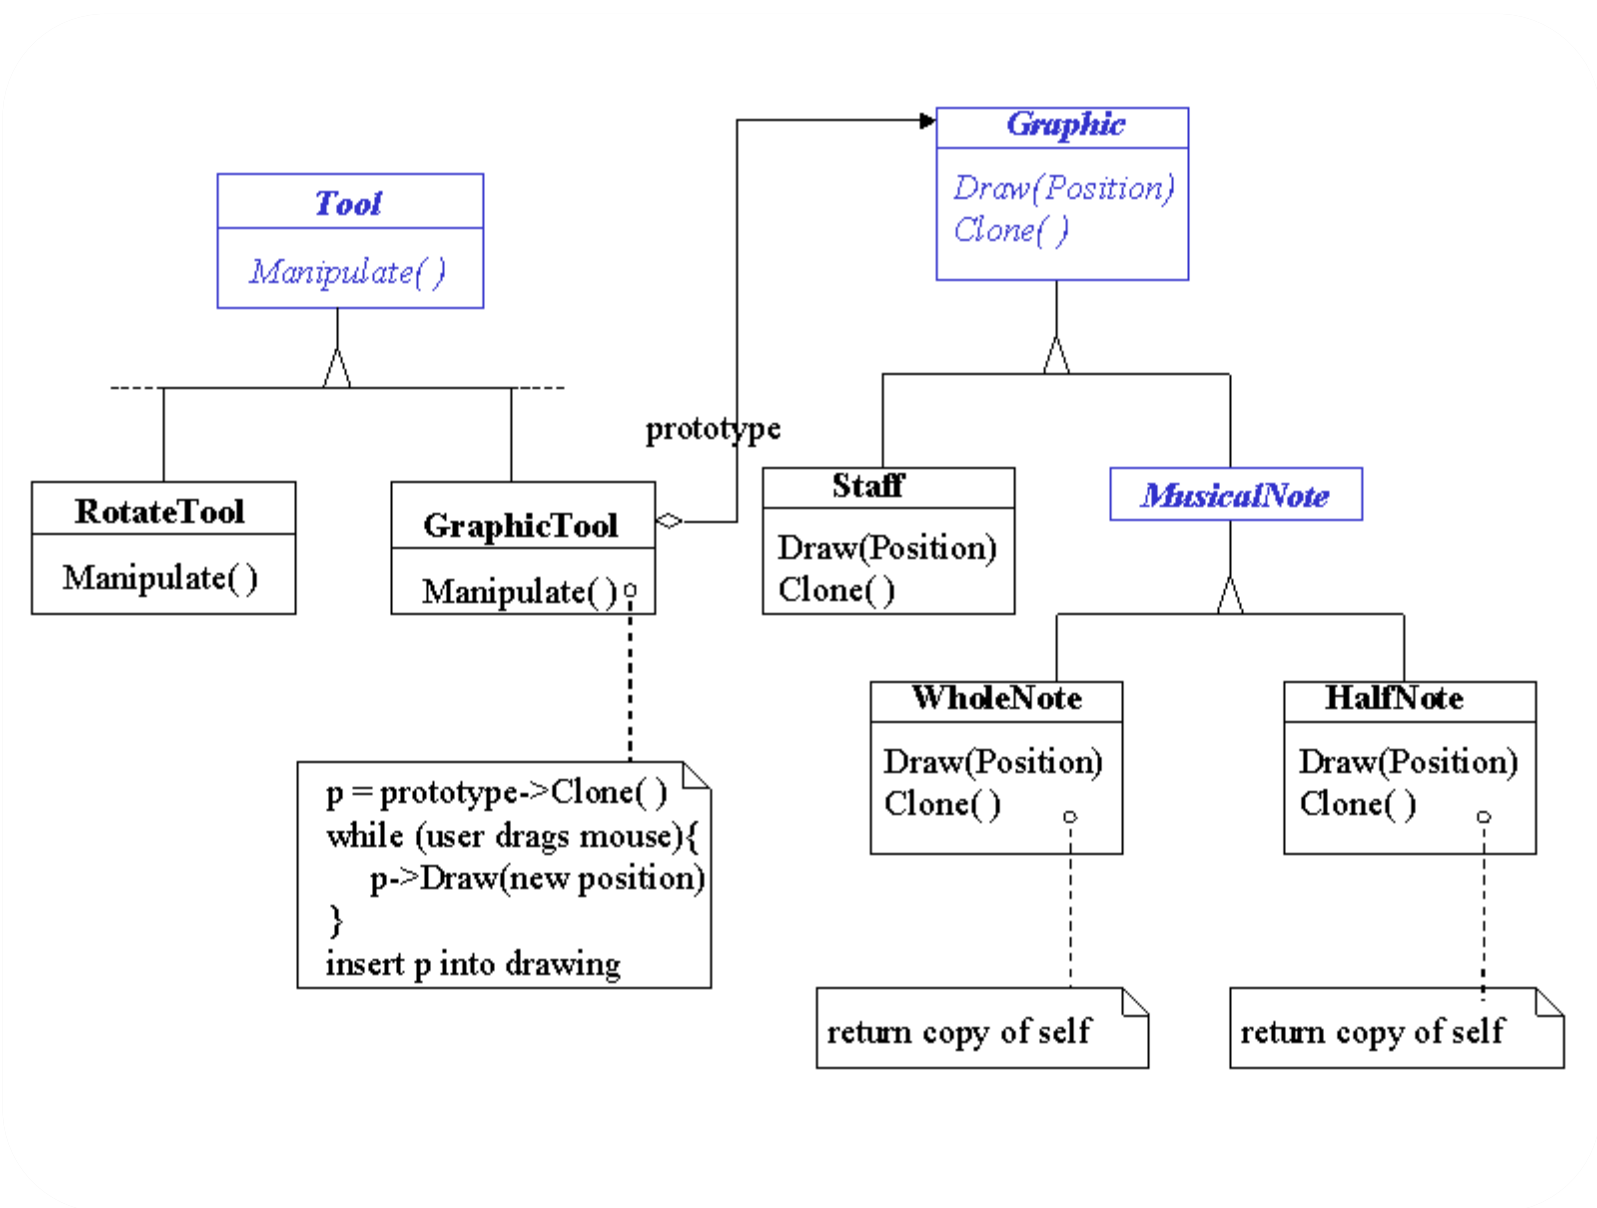 Graphic
Draw(Position)
Clone( )
Tool
Manipulate( )
prototype
RotateTool
Manipulate( )
GraphicTool
Manipulate( )
Staff
Draw(Position)
Clone( )
MusicalNote
WholeNote
Draw(Position)
Clone( )
HalfNote
Draw(Position)
Clone( )
p = prototype->Clone( )
while (user drags mouse){
p->Draw(new position)
}
insert p into drawing
return copy of self
return copy of self